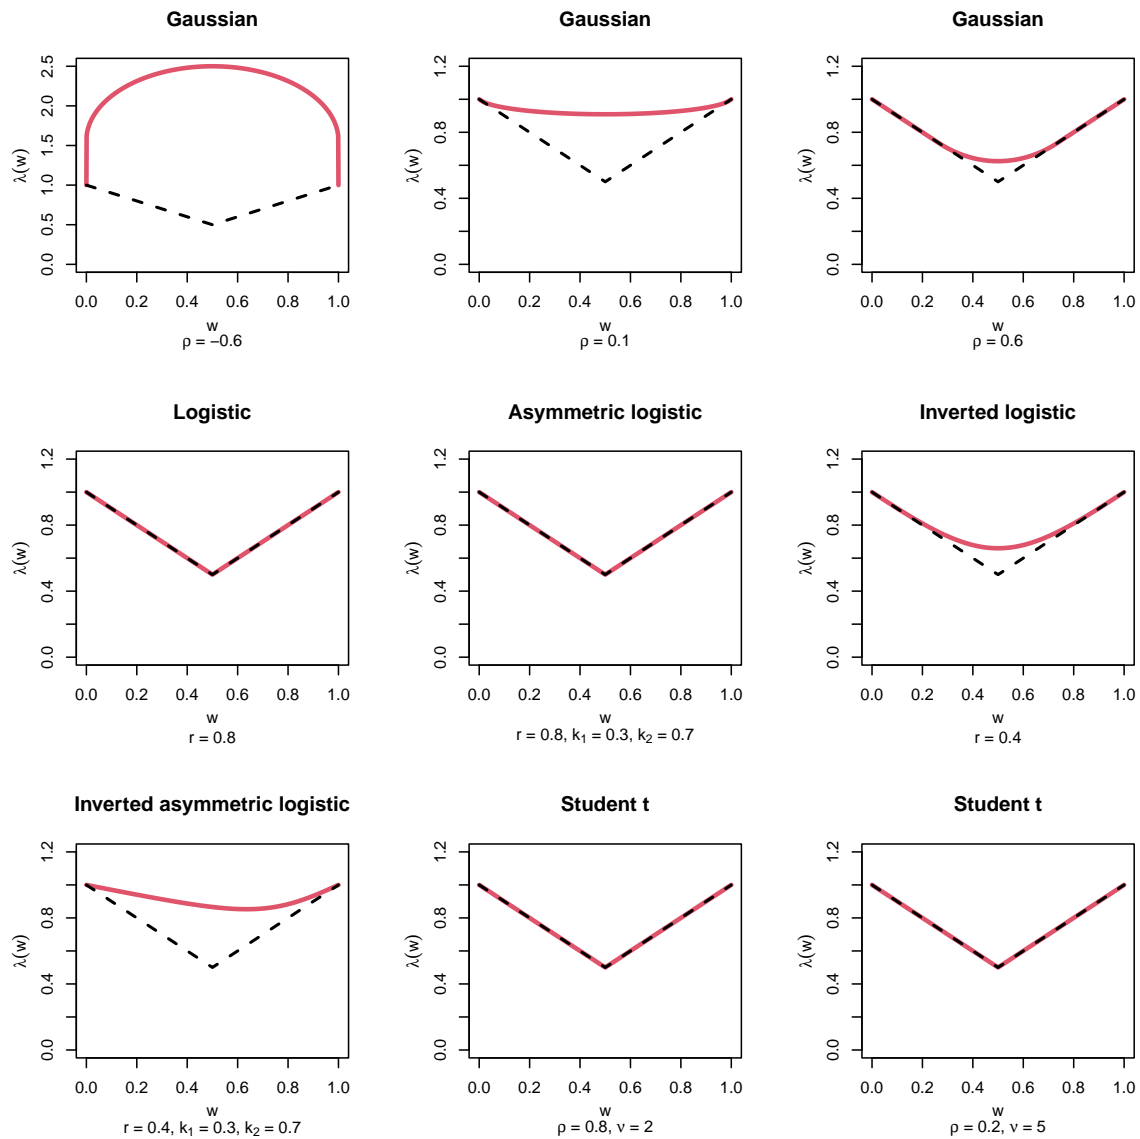 Gaussian
λ(w)
0.0 0.5 1.0 1.5 2.0 2.5
0.0 0.2 0.4 0.6 0.8 1.0
w
ρ = −0.6
Gaussian
λ(w)
0.0 0.4 0.8 1.2
0.0 0.2 0.4 0.6 0.8 1.0
w
ρ = 0.1
Gaussian
λ(w)
0.0 0.4 0.8 1.2
0.0 0.2 0.4 0.6 0.8 1.0
w
ρ = 0.6
Logistic
λ(w)
0.0 0.4 0.8 1.2
0.0 0.2 0.4 0.6 0.8 1.0
w
r = 0.8
Asymmetric logistic
λ(w)
0.0 0.4 0.8 1.2
0.0 0.2 0.4 0.6 0.8 1.0
w
r = 0.8, k₁ = 0.3, k₂ = 0.7
Inverted logistic
λ(w)
0.0 0.4 0.8 1.2
0.0 0.2 0.4 0.6 0.8 1.0
w
r = 0.4
Inverted asymmetric logistic
λ(w)
0.0 0.4 0.8 1.2
0.0 0.2 0.4 0.6 0.8 1.0
w
r = 0.4, k₁ = 0.3, k₂ = 0.7
Student t
λ(w)
0.0 0.4 0.8 1.2
0.0 0.2 0.4 0.6 0.8 1.0
w
ρ = 0.8, ν = 2
Student t
λ(w)
0.0 0.4 0.8 1.2
0.0 0.2 0.4 0.6 0.8 1.0
w
ρ = 0.2, ν = 5